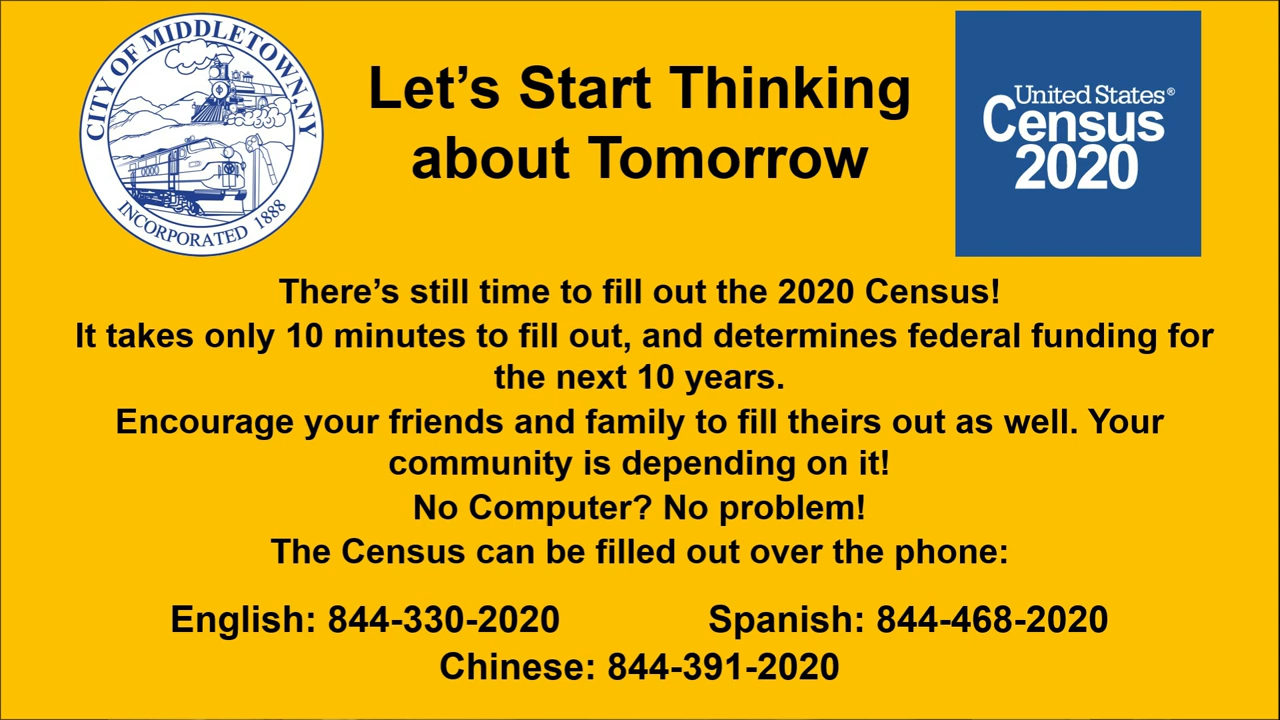 CITY OF MIDDLETOWN, NY
INCORPORATED 1888
Let’s Start Thinking
about Tomorrow
United States®
Census
2020
There’s still time to fill out the 2020 Census!
It takes only 10 minutes to fill out, and determines federal funding for
the next 10 years.
Encourage your friends and family to fill theirs out as well. Your
community is depending on it!
No Computer? No problem!
The Census can be filled out over the phone:
English: 844-330-2020 Spanish: 844-468-2020
Chinese: 844-391-2020